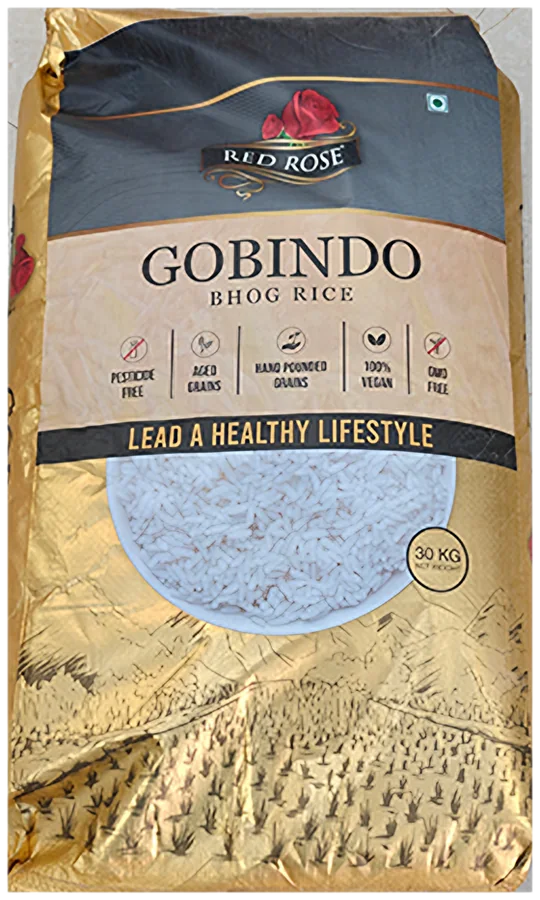 RED ROSE
GOBINDO
BHOG RICE
PESTICIDE
FREE
AGED
GRAINS
HAND POUNDED
GRAINS
100%
VEGAN
GMO
FREE
LEAD A HEALTHY LIFESTYLE
30 KG
NET WEIGHT